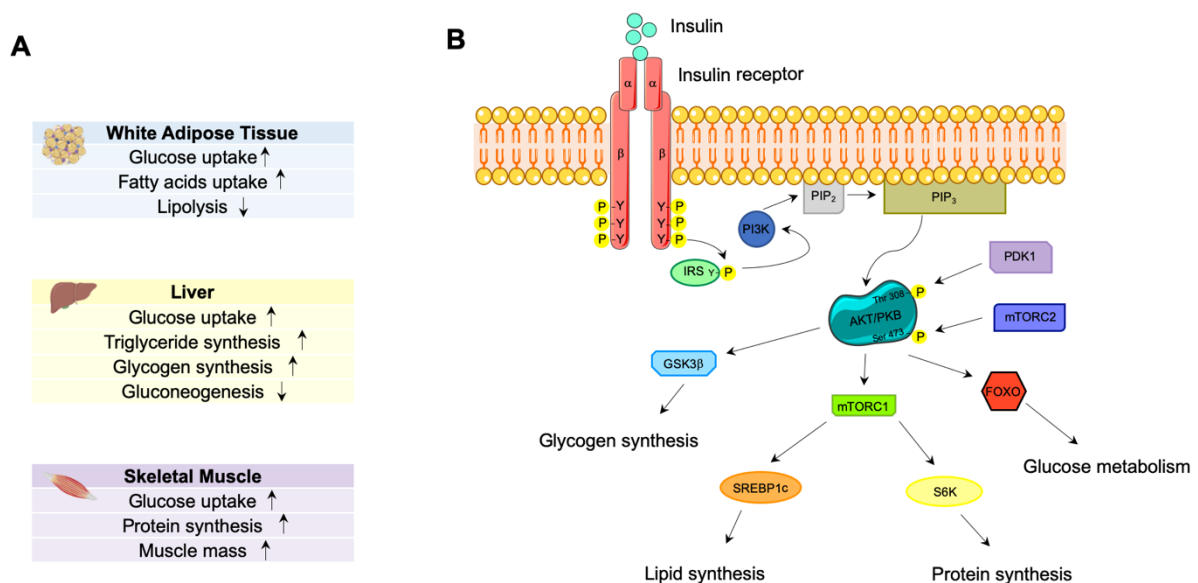 A
White Adipose Tissue
Glucose uptake ↑
Fatty acids uptake ↑
Lipolysis ↓
Liver
Glucose uptake ↑
Triglyceride synthesis ↑
Glycogen synthesis ↑
Gluconeogenesis ↓
Skeletal Muscle
Glucose uptake ↑
Protein synthesis ↑
Muscle mass ↑
B
Insulin
Insulin receptor
α α
β β
P-Y Y-P
P-Y Y-P
P-Y Y-P
PIP₂
PIP₃
PI3K
IRS Y-P
PDK1
Thr 308 - P
AKT/PKB
mTORC2
Ser 473 - P
GSK3β
FOXO
mTORC1
Glycogen synthesis
Glucose metabolism
SREBP1c
S6K
Lipid synthesis
Protein synthesis